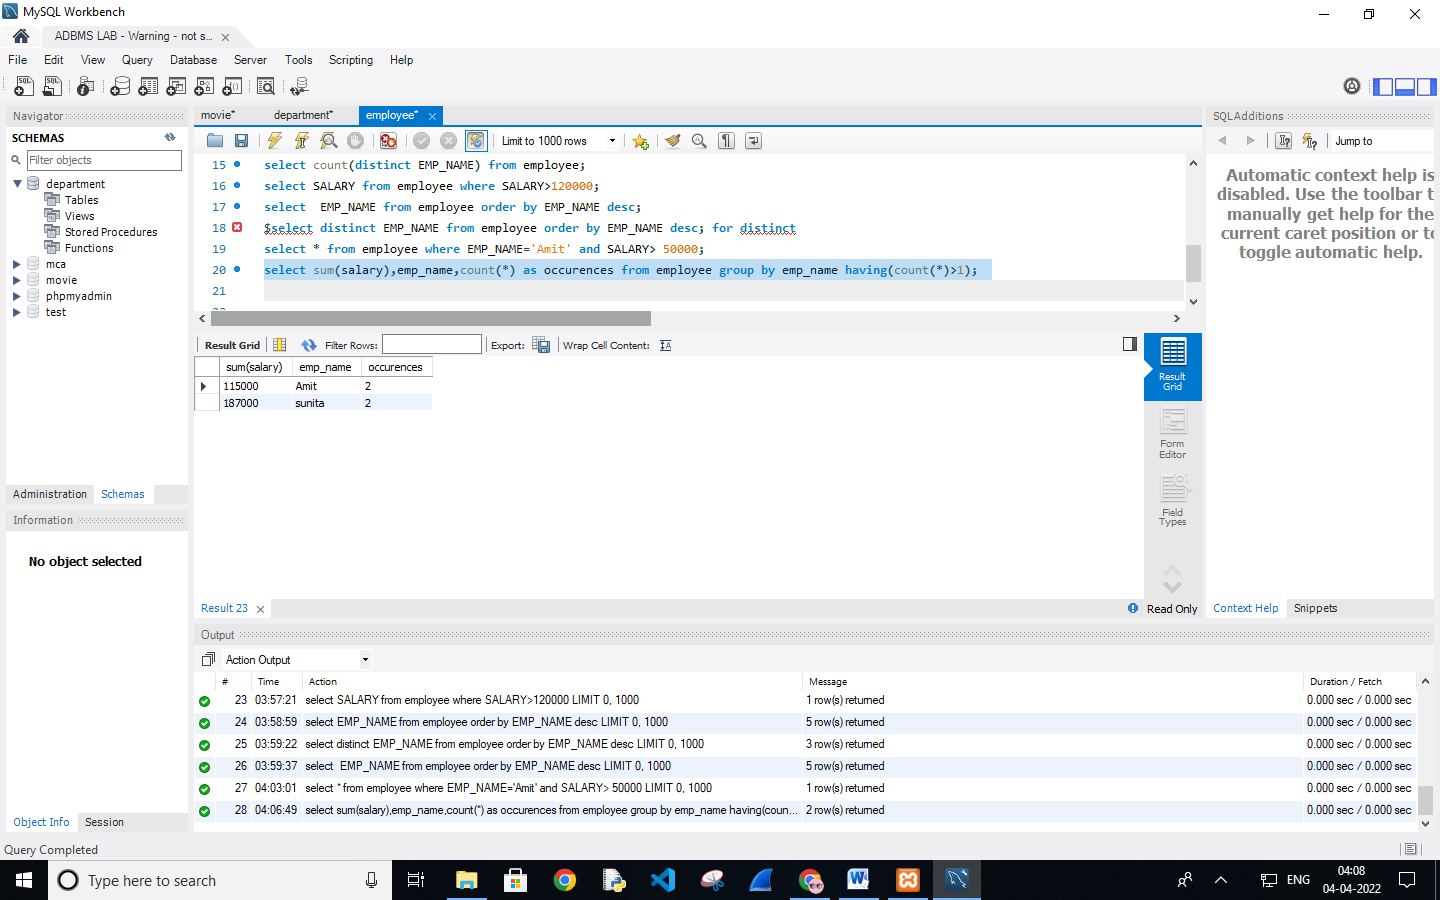 MySQL Workbench
ADBMS LAB - Warning - not s...
File Edit View Query Database Server Tools Scripting Help
Navigator
SCHEMAS
Filter objects
department
Tables
Views
Stored Procedures
Functions
mca
movie
phpmyadmin
test
Administration Schemas
Information
No object selected
Object Info Session
movie* department* employee*
Limit to 1000 rows
15 select count(distinct EMP_NAME) from employee;
16 select SALARY from employee where SALARY>120000;
17 select  EMP_NAME from employee order by EMP_NAME desc;
18 $select distinct EMP_NAME from employee order by EMP_NAME desc; for distinct
19 select * from employee where EMP_NAME='Amit' and SALARY> 50000;
20 select sum(salary),emp_name,count(*) as occurences from employee group by emp_name having(count(*)>1);
21
Result Grid Filter Rows: Export: Wrap Cell Content:
sum(salary) emp_name occurences
115000 Amit 2
187000 sunita 2
Result Grid
Form Editor
Field Types
Result 23
Read Only
SQLAdditions
Jump to
Automatic context help is
disabled. Use the toolbar t
manually get help for the
current caret position or to
toggle automatic help.
Context Help Snippets
Output
Action Output
# Time Action Message Duration / Fetch
23 03:57:21 select SALARY from employee where SALARY>120000 LIMIT 0, 1000 1 row(s) returned 0.000 sec / 0.000 sec
24 03:58:59 select EMP_NAME from employee order by EMP_NAME desc LIMIT 0, 1000 5 row(s) returned 0.000 sec / 0.000 sec
25 03:59:22 select distinct EMP_NAME from employee order by EMP_NAME desc LIMIT 0, 1000 3 row(s) returned 0.000 sec / 0.000 sec
26 03:59:37 select  EMP_NAME from employee order by EMP_NAME desc LIMIT 0, 1000 5 row(s) returned 0.000 sec / 0.000 sec
27 04:03:01 select * from employee where EMP_NAME='Amit' and SALARY> 50000 LIMIT 0, 1000 1 row(s) returned 0.000 sec / 0.000 sec
28 04:06:49 select sum(salary),emp_name,count(*) as occurences from employee group by emp_name having(coun... 2 row(s) returned 0.000 sec / 0.000 sec
Query Completed
Type here to search
ENG
04:08
04-04-2022